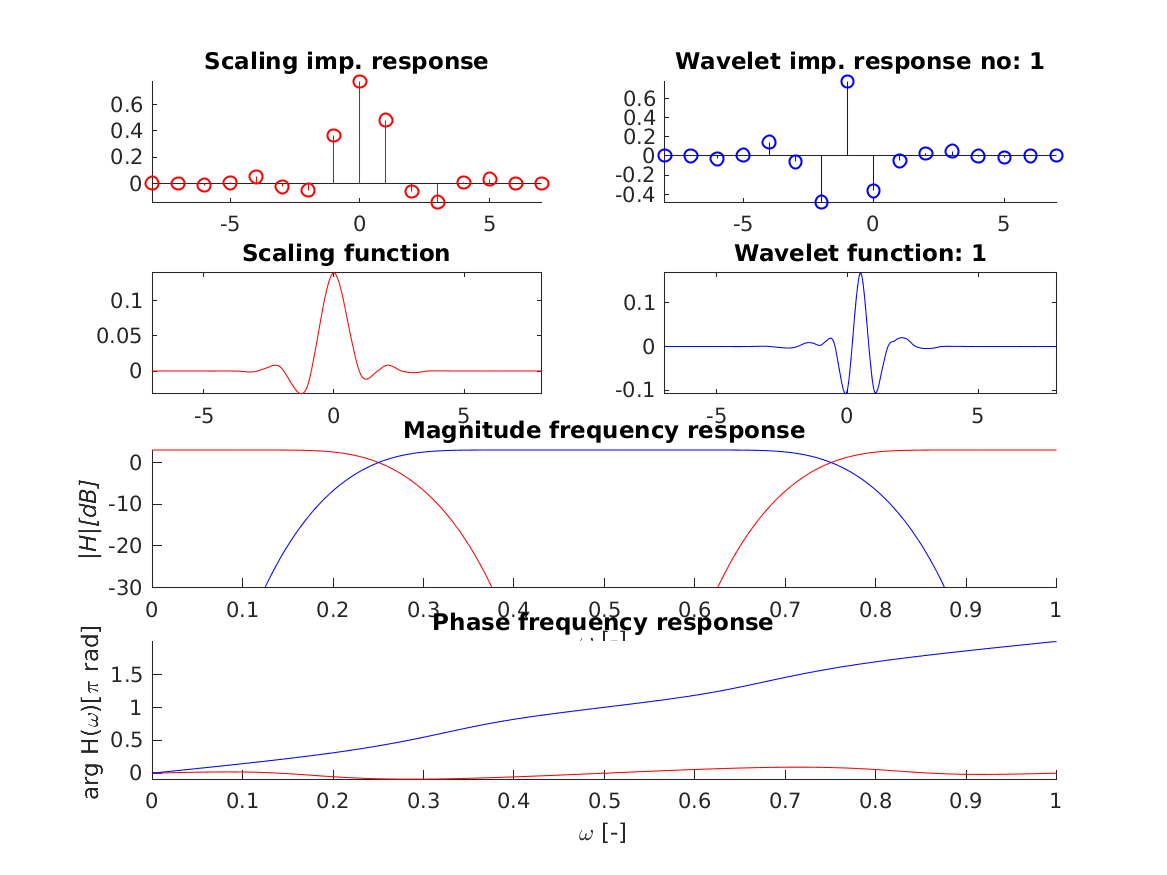 Scaling imp. response
Wavelet imp. response no: 1
0.6
0.4
0.2
0
-5 0 5
0.6
0.4
0.2
0
-0.2
-0.4
-5 0 5
Scaling function
Wavelet function: 1
0.1
0.05
0
-5 0 5
0.1
0
-0.1
-5 0 5
Magnitude frequency response
|H|[dB]
0
-10
-20
-30
0 0.1 0.2 0.3 0.4 0.5 0.6 0.7 0.8 0.9 1
ω [-]
Phase frequency response
arg H(ω)[π rad]
1.5
1
0.5
0
0 0.1 0.2 0.3 0.4 0.5 0.6 0.7 0.8 0.9 1
ω [-]